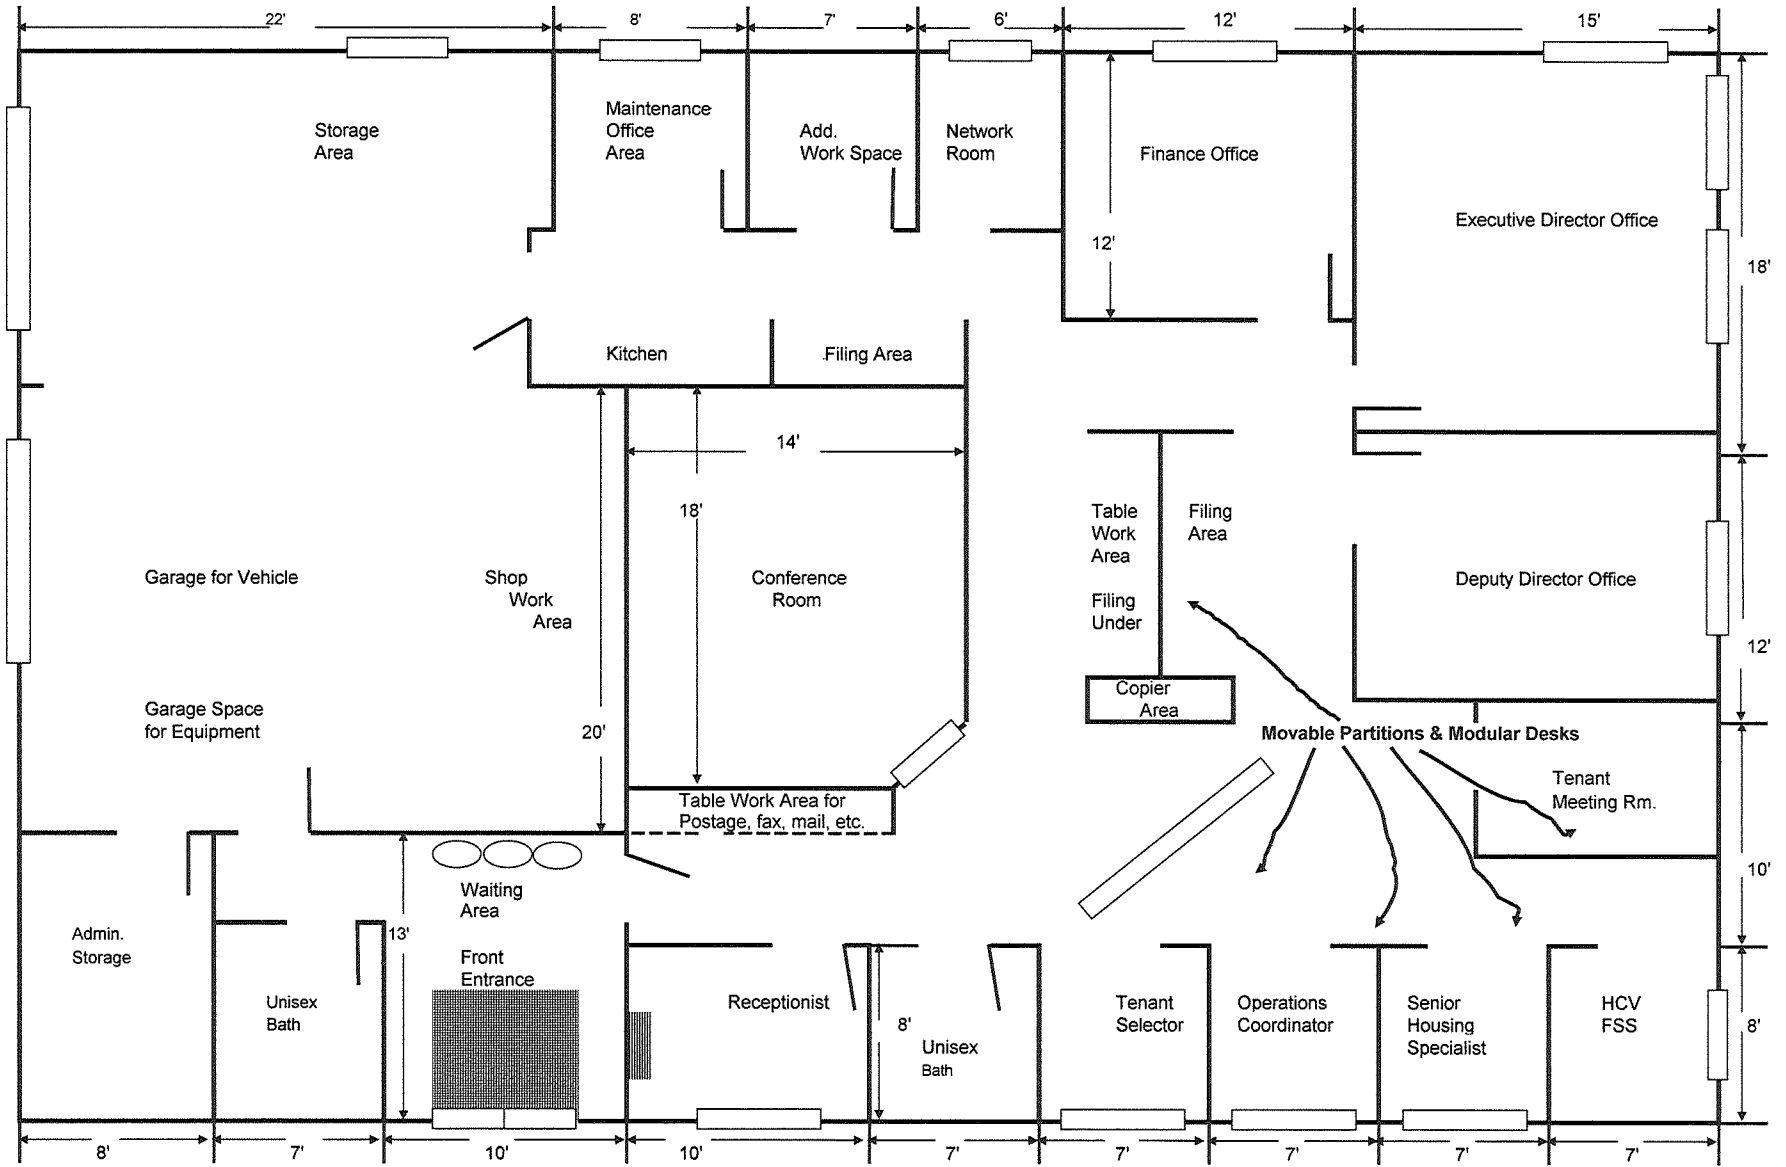 22'
8'
7'
6'
12'
15'
Storage
Area
Maintenance
Office
Area
Add.
Work Space
Network
Room
Finance Office
Executive Director Office
12'
18'
Kitchen
Filing Area
14'
18'
Table
Work
Area
Filing
Area
Garage for Vehicle
Shop
Work
Area
Conference
Room
Filing
Under
Deputy Director Office
12'
Copier
Area
Garage Space
for Equipment
20'
Movable Partitions & Modular Desks
Tenant
Meeting Rm.
Table Work Area for
Postage, fax, mail, etc.
10'
Waiting
Area
Admin.
Storage
13'
Front
Entrance
Unisex
Bath
Receptionist
8'
Unisex
Bath
Tenant
Selector
Operations
Coordinator
Senior
Housing
Specialist
HCV
FSS
8'
8'
7'
10'
10'
7'
7'
7'
7'
7'